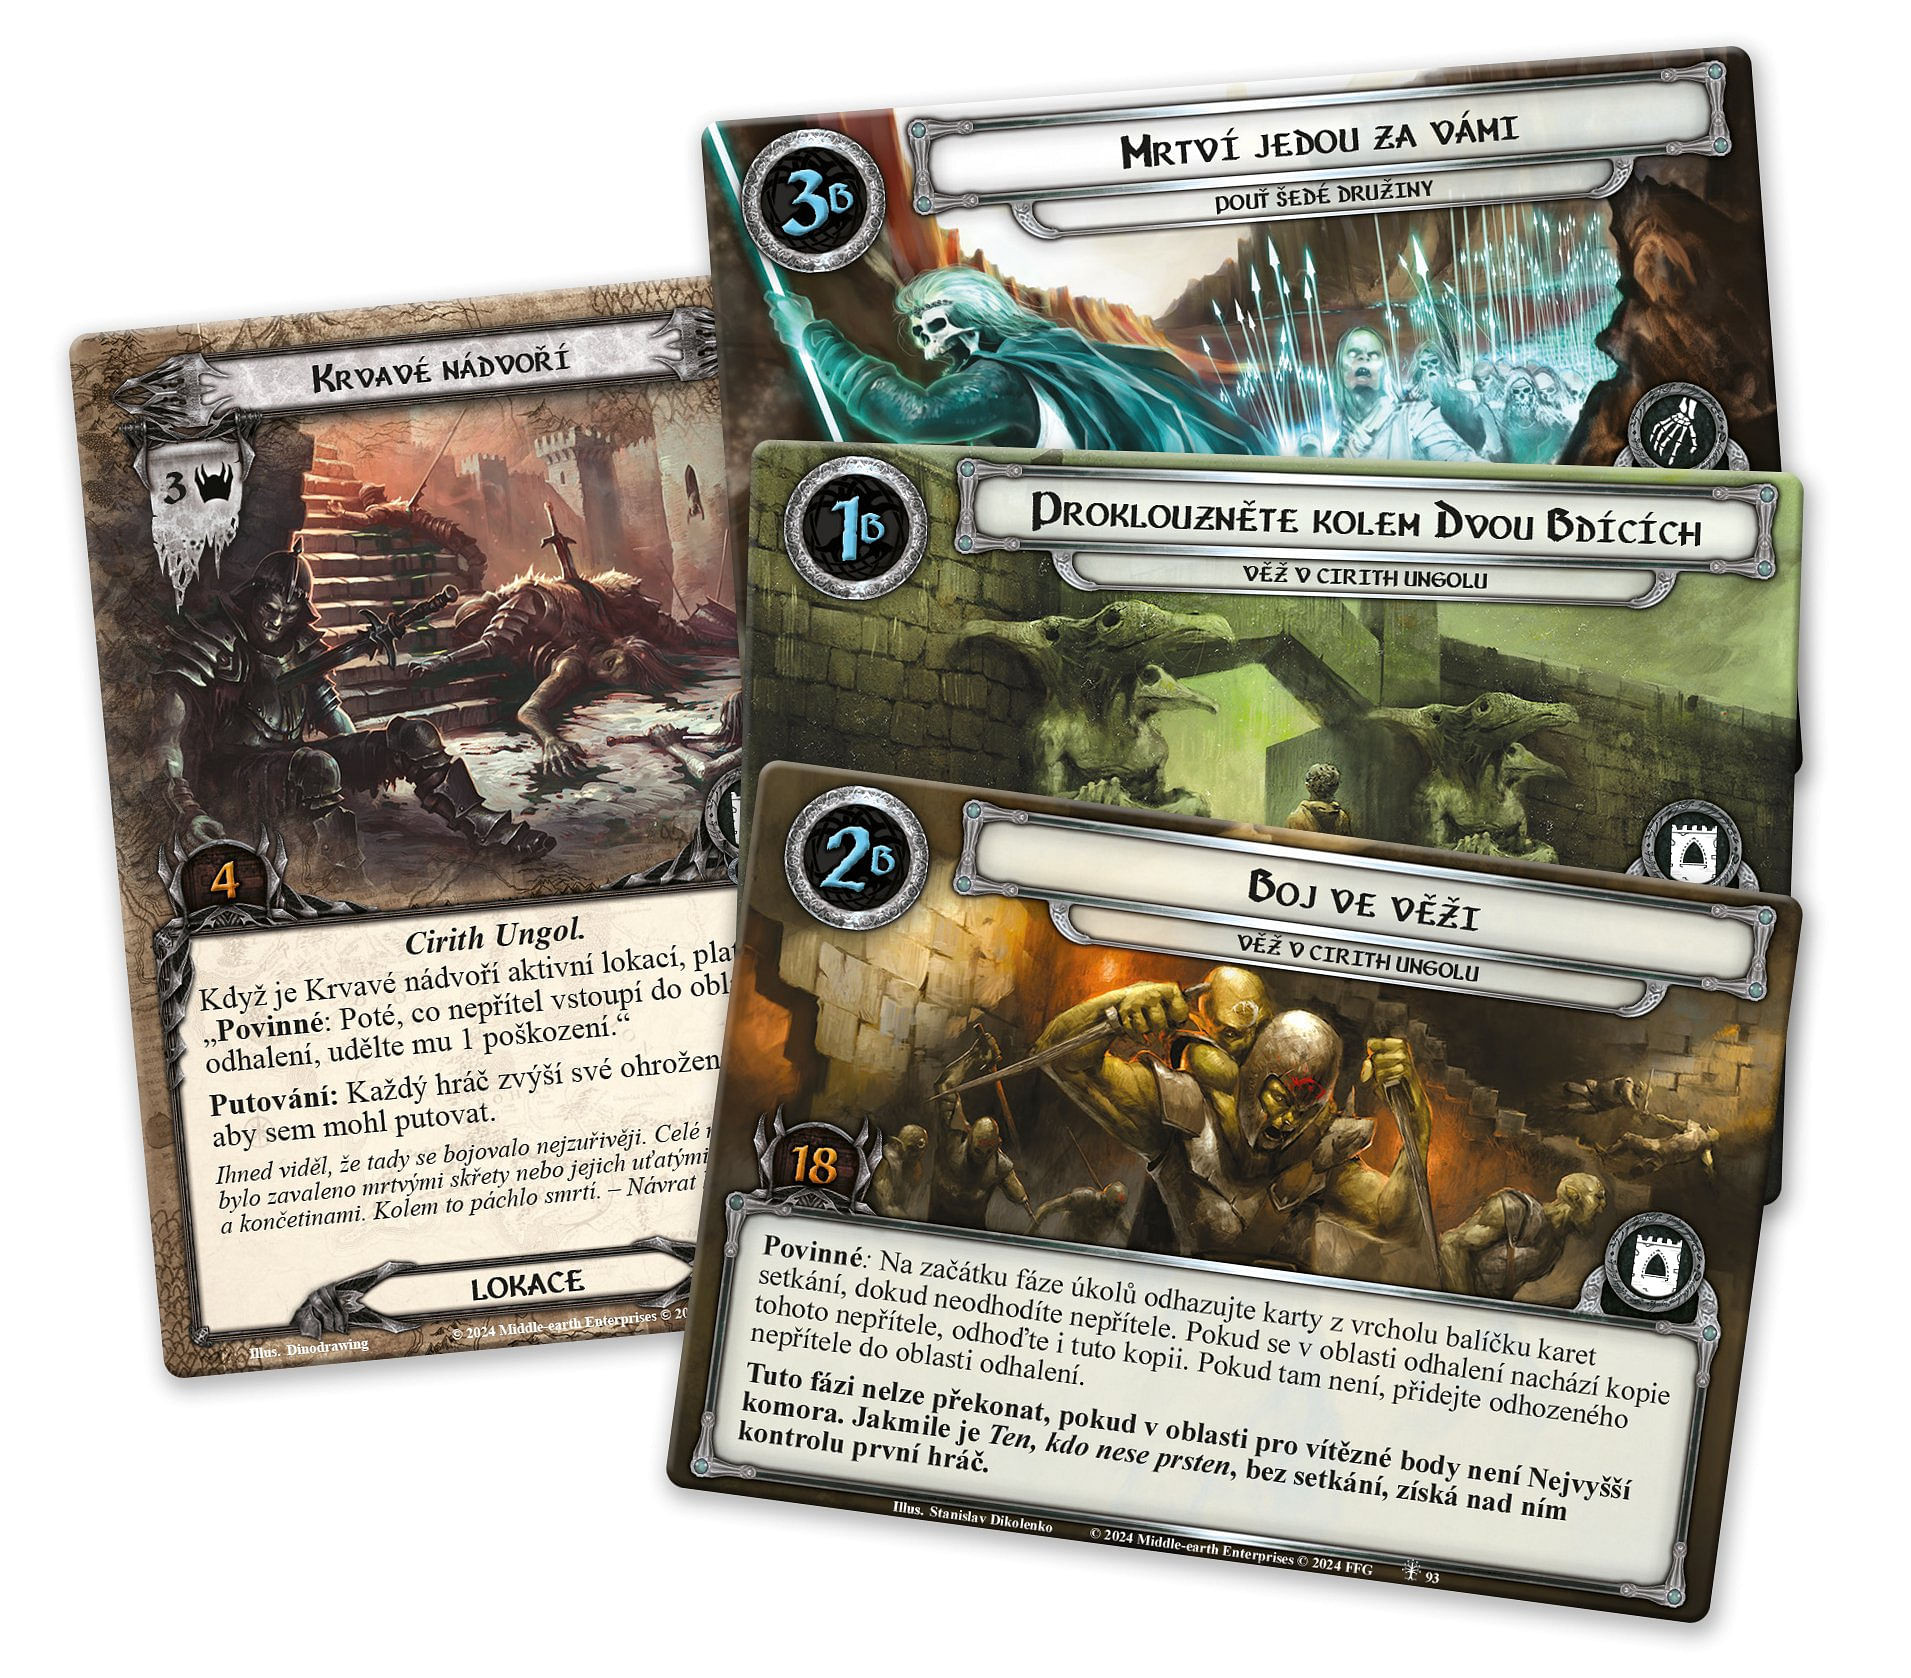 Krvavé nádvoří
3
4
Cirith Ungol.
Když je Krvavé nádvoří aktivní lokací,
„Povinné: Poté, co nepřítel vstoupí do
odhalení, udělte mu 1 poškození.“
Putování: Každý hráč zvýší své
aby sem mohl putovat.
Ihned viděl, že tady se bojovalo nejzuřivěji. Celé
bylo zavaleno mrtvými skřety nebo jejich uťatými
a končetinami. Kolem to páchlo smrtí. – Návrat
LOKACE
Illus. Dinodrawing
© 2024 Middle-earth Enterprises © 20
3B
Mrtví jedou za vámi
Pouť Šedé družiny
1B
Proklouzněte kolem Dvou Bdících
Věž v Cirith Ungolu
2B
Boj ve věži
Věž v Cirith Ungolu
18
Povinné: Na začátku fáze úkolů odhazujte karty z vrcholu balíčku karet
setkání, dokud neodhodíte nepřítele. Pokud se v oblasti odhalení nachází kopie
tohoto nepřítele, odhoďte i tuto kopii. Pokud tam není, přidejte odhozeného
nepřítele do oblasti odhalení.
Tuto fázi nelze překonat, pokud v oblasti pro vítězné body není Nejvyšší
komora. Jakmile je Ten, kdo nese prsten, bez setkání, získá nad ním
kontrolu první hráč.
Illus. Stanislav Dikolenko
© 2024 Middle-earth Enterprises © 2024 FFG
93